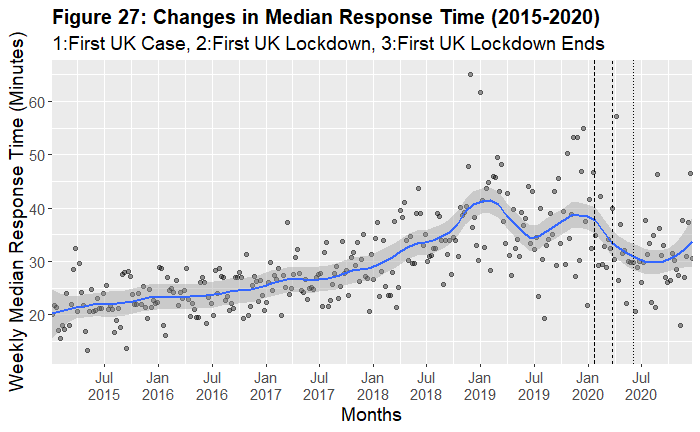 Figure 27: Changes in Median Response Time (2015-2020)
1:First UK Case, 2:First UK Lockdown, 3:First UK Lockdown Ends
Weekly Median Response Time (Minutes)
60
50
40
30
20
Jul Jan Jul Jan Jul Jan Jul Jan Jul Jan Jul
2015 2016 2016 2017 2017 2018 2018 2019 2019 2020 2020
Months